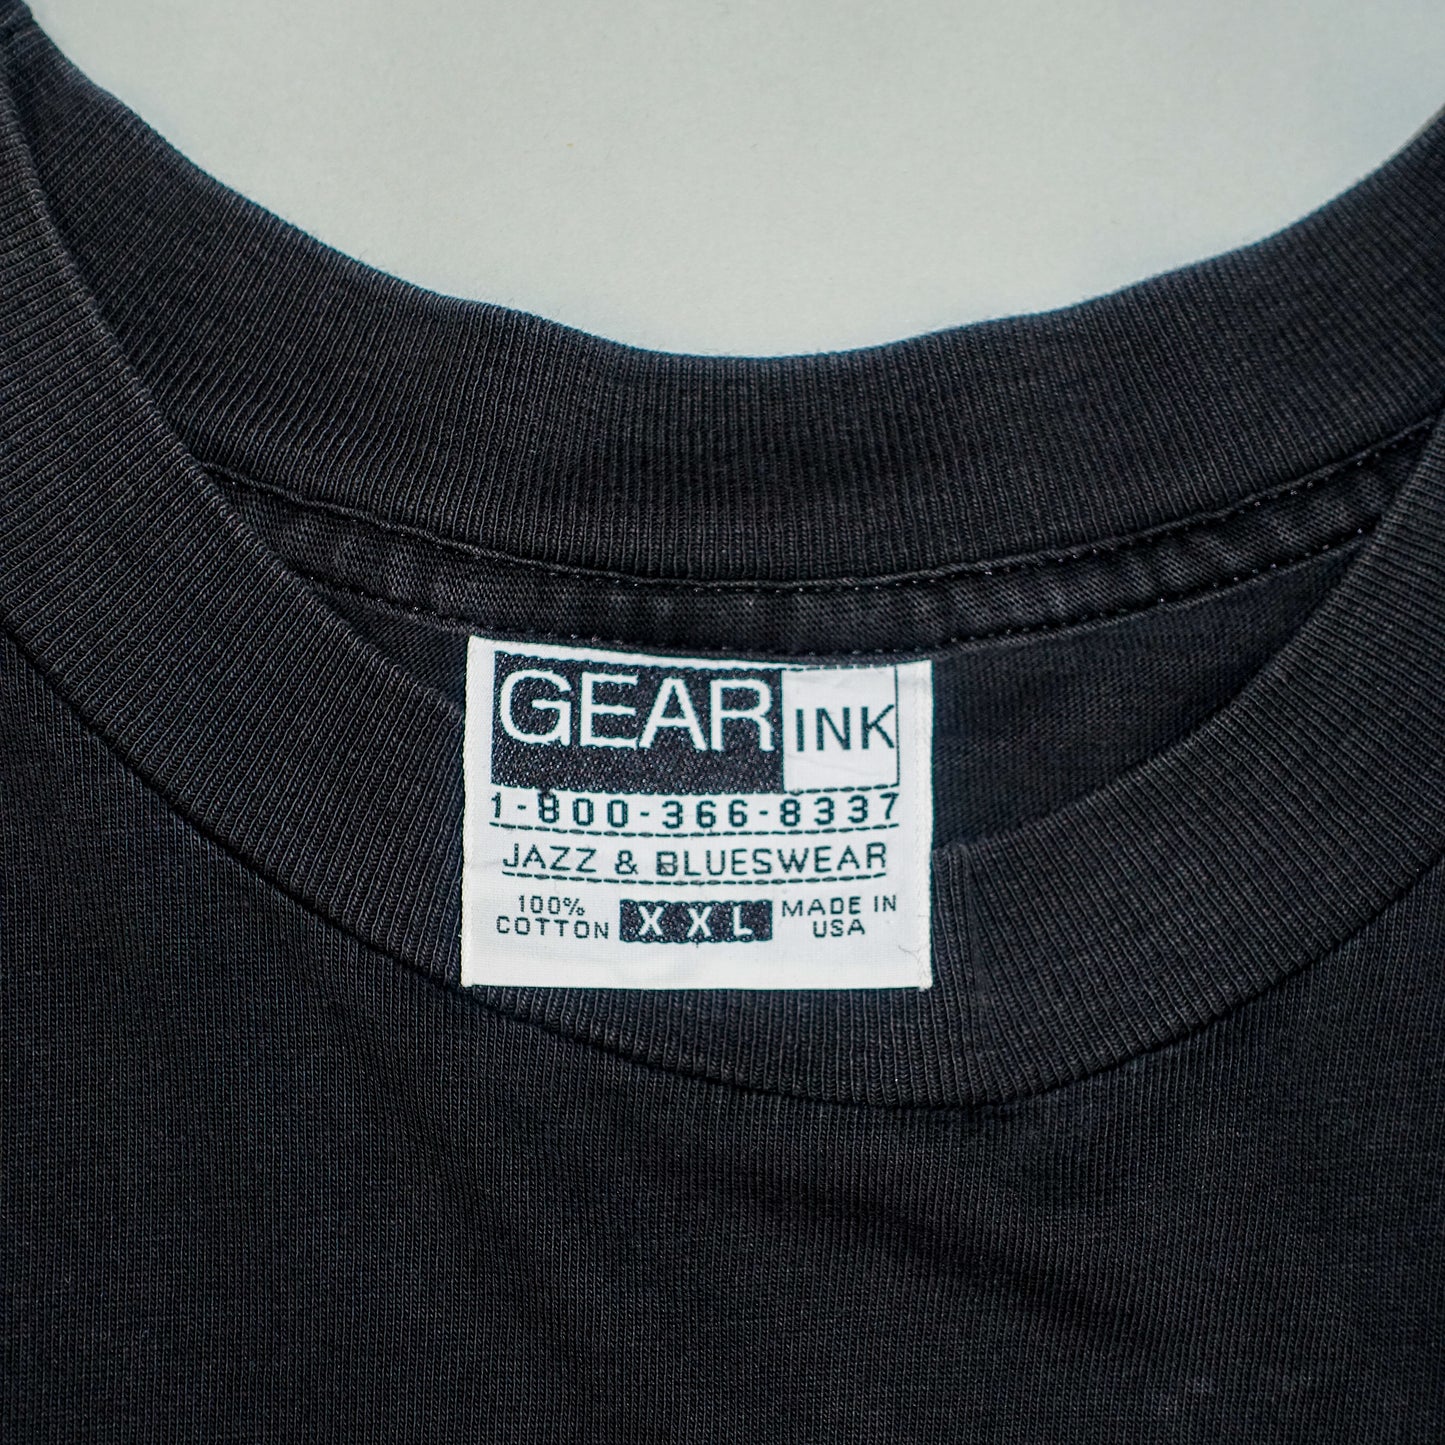 GEAR INK
1-800-366-8337
JAZZ & BLUESWEAR
100% COTTON
XXL
MADE IN USA